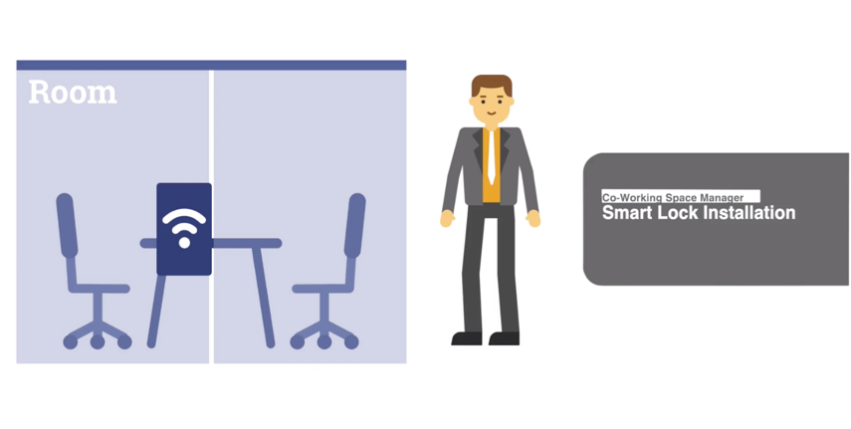 Room
Co-Working Space Manager
Smart Lock Installation